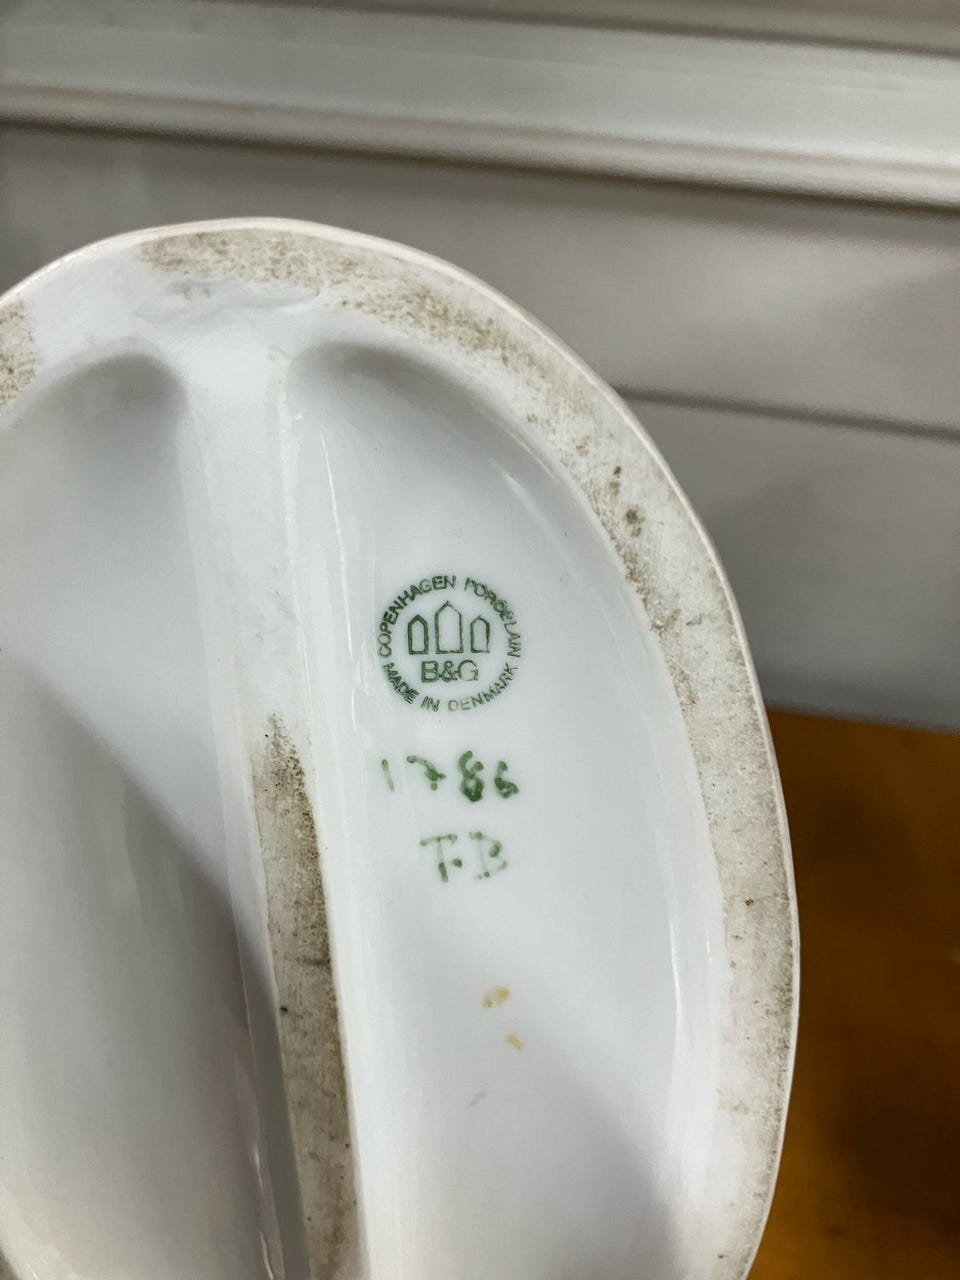 COPENHAGEN PORCELAIN
B&G
MADE IN DENMARK
1786
F.B